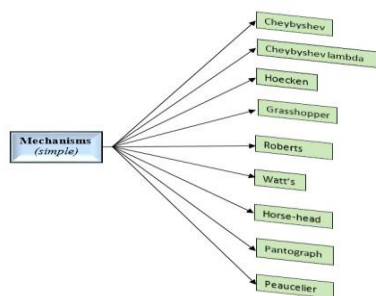 Cheybyshev
Cheybyshev lambda
Hoecken
Grasshopper
Mechanisms
(simple)
Roberts
Watt's
Horse-head
Pantograph
Peaucelier